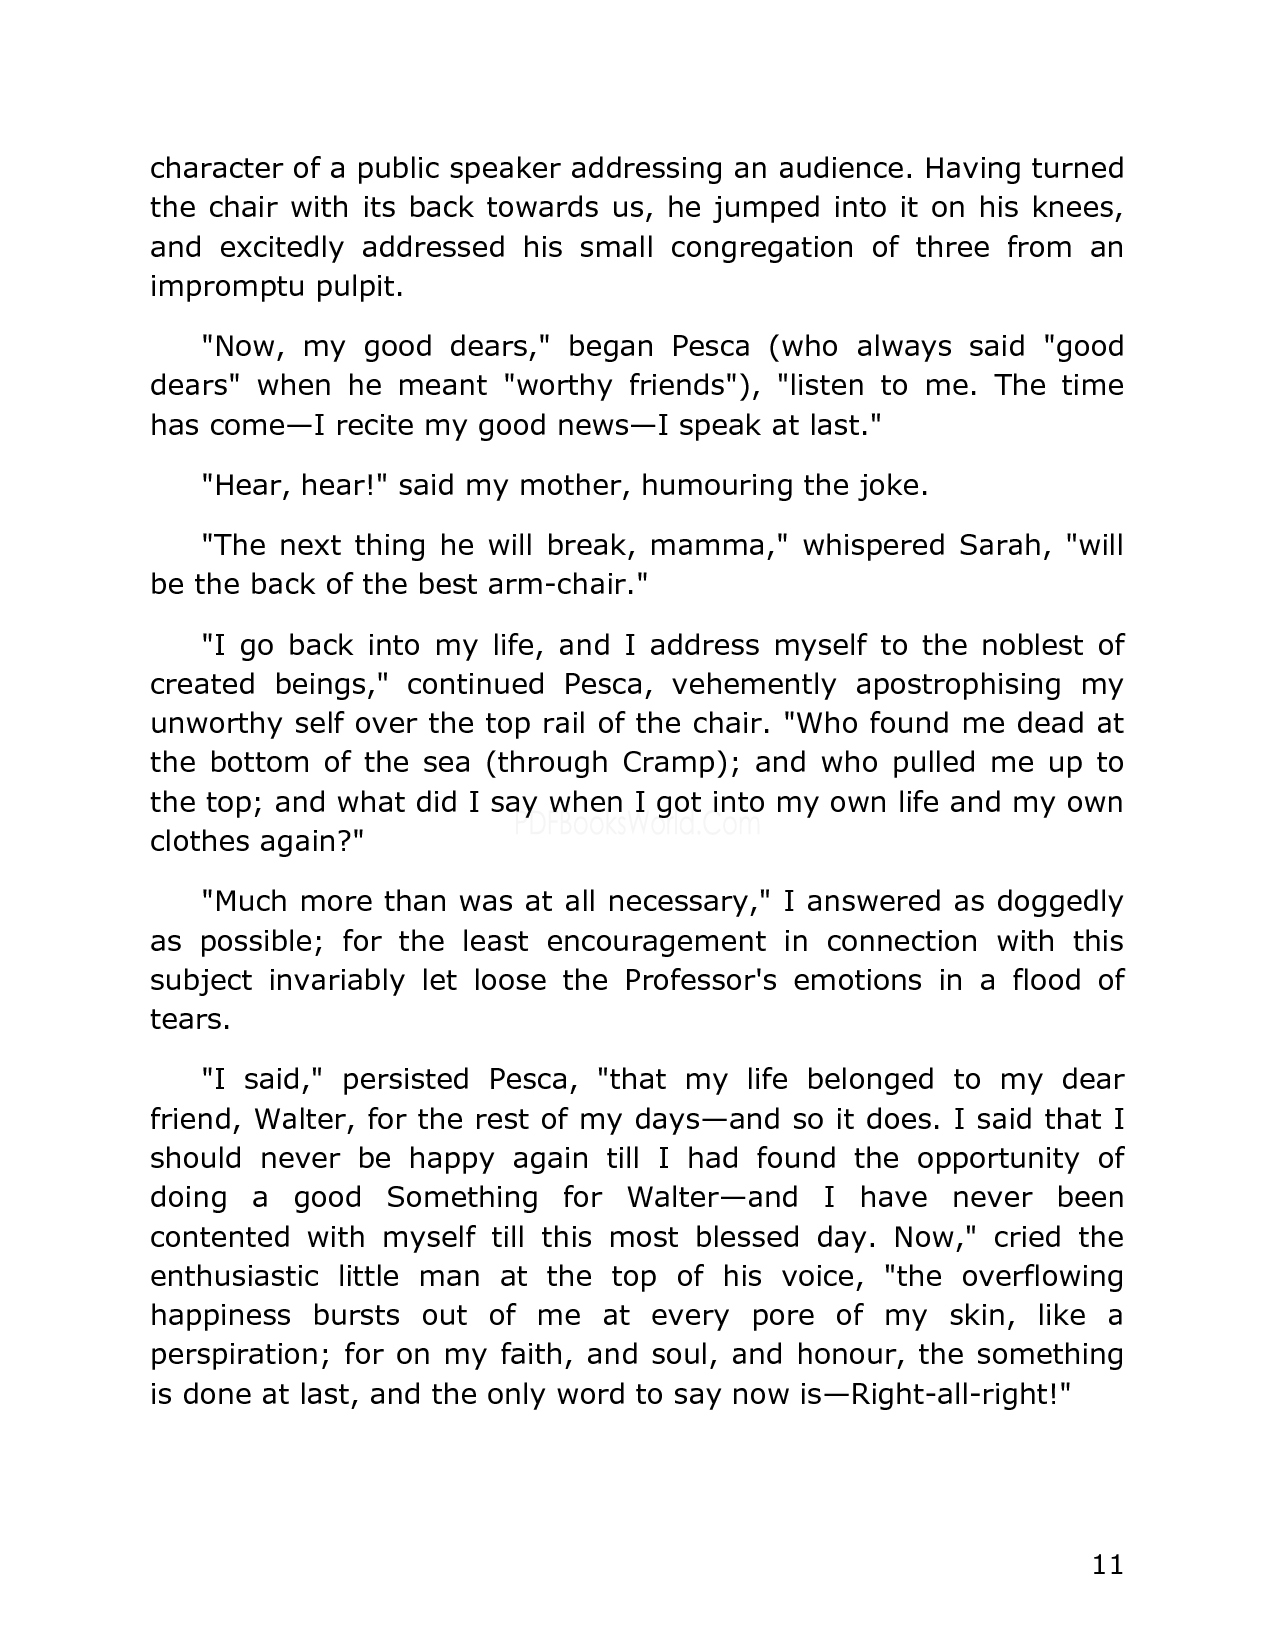 character of a public speaker addressing an audience. Having turned
the chair with its back towards us, he jumped into it on his knees,
and excitedly addressed his small congregation of three from an
impromptu pulpit.
"Now, my good dears," began Pesca (who always said "good
dears" when he meant "worthy friends"), "listen to me. The time
has come—I recite my good news—I speak at last."
"Hear, hear!" said my mother, humouring the joke.
"The next thing he will break, mamma," whispered Sarah, "will
be the back of the best arm-chair."
"I go back into my life, and I address myself to the noblest of
created beings," continued Pesca, vehemently apostrophising my
unworthy self over the top rail of the chair. "Who found me dead at
the bottom of the sea (through Cramp); and who pulled me up to
the top; and what did I say when I got into my own life and my own
PDFBooksWorld.Com
clothes again?"
"Much more than was at all necessary," I answered as doggedly
as possible; for the least encouragement in connection with this
subject invariably let loose the Professor's emotions in a flood of
tears.
"I said," persisted Pesca, "that my life belonged to my dear
friend, Walter, for the rest of my days—and so it does. I said that I
should never be happy again till I had found the opportunity of
doing a good Something for Walter—and I have never been
contented with myself till this most blessed day. Now," cried the
enthusiastic little man at the top of his voice, "the overflowing
happiness bursts out of me at every pore of my skin, like a
perspiration; for on my faith, and soul, and honour, the something
is done at last, and the only word to say now is—Right-all-right!"
11